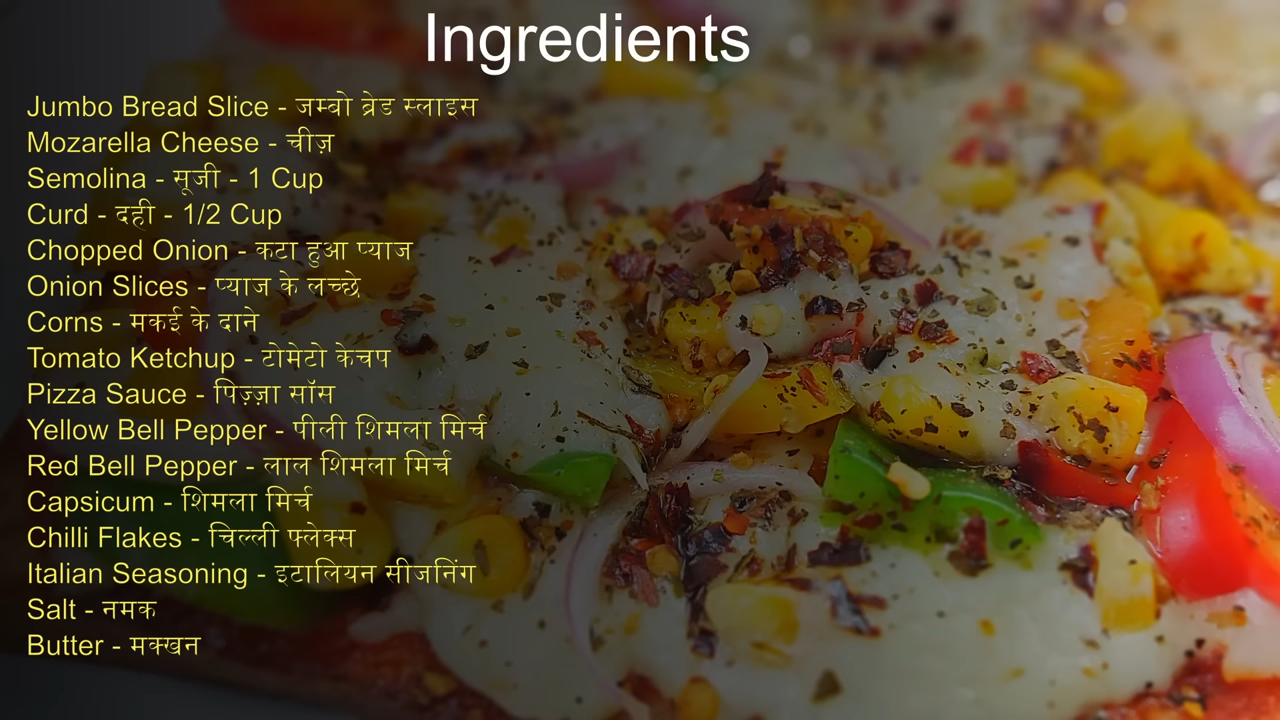 Ingredients
Jumbo Bread Slice - जम्बो ब्रेड स्लाइस
Mozarella Cheese - चीज़
Semolina - सूजी - 1 Cup
Curd - दही - 1/2 Cup
Chopped Onion - कटा हुआ प्याज
Onion Slices - प्याज के लच्छे
Corns - मकई के दाने
Tomato Ketchup - टोमेटो केचप
Pizza Sauce - पिज़्ज़ा सॉस
Yellow Bell Pepper - पीली शिमला मिर्च
Red Bell Pepper - लाल शिमला मिर्च
Capsicum - शिमला मिर्च
Chilli Flakes - चिल्ली फ्लेक्स
Italian Seasoning - इटालियन सीजनिंग
Salt - नमक
Butter - मक्खन